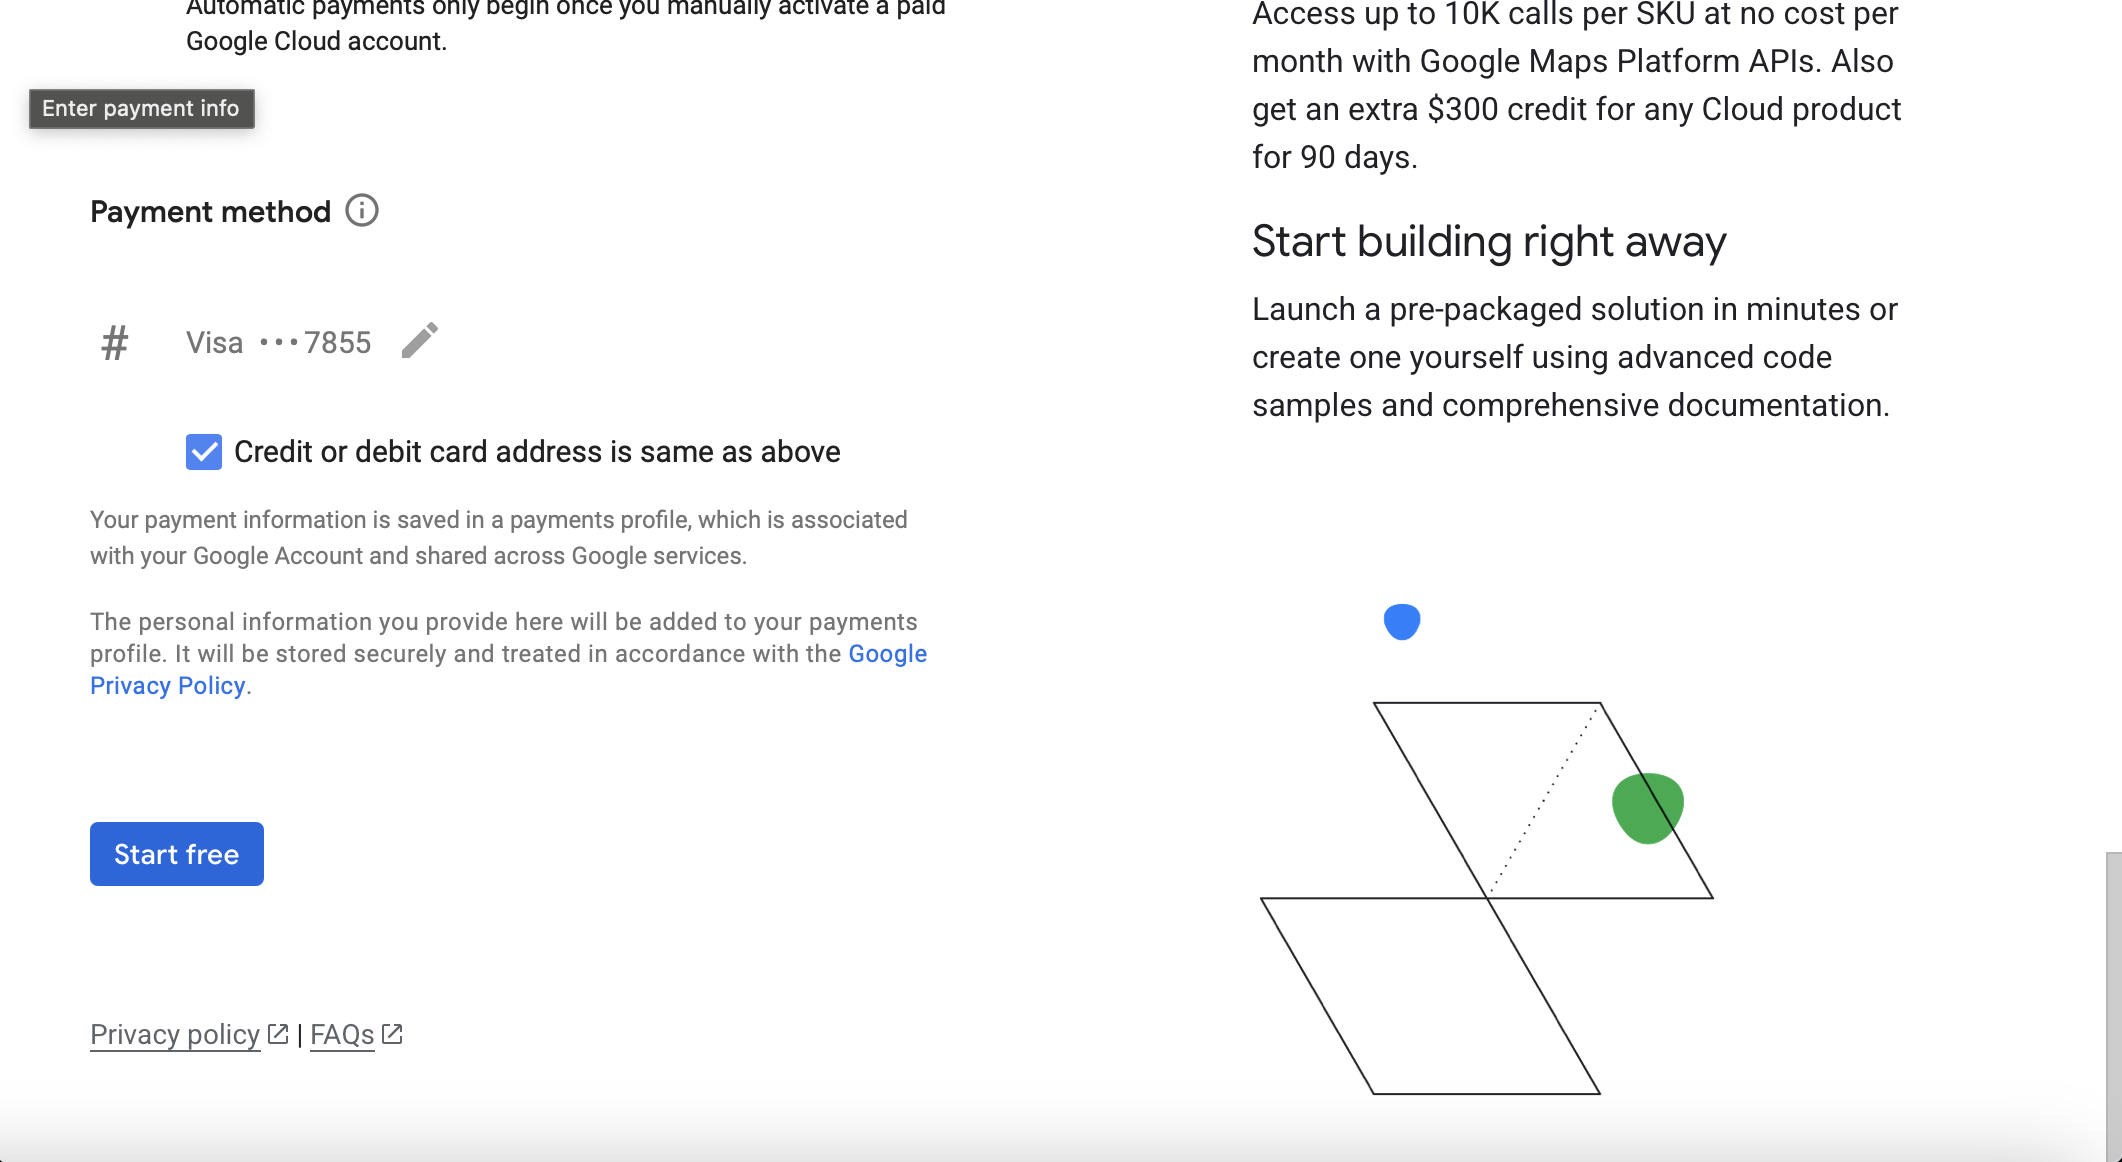 Automatic payments only begin once you manually activate a paid
Google Cloud account.
Enter payment info
Payment method
# Visa •••7855
Credit or debit card address is same as above
Your payment information is saved in a payments profile, which is associated
with your Google Account and shared across Google services.
The personal information you provide here will be added to your payments
profile. It will be stored securely and treated in accordance with the Google
Privacy Policy.
Start free
Privacy policy | FAQs
Access up to 10K calls per SKU at no cost per
month with Google Maps Platform APIs. Also
get an extra $300 credit for any Cloud product
for 90 days.
Start building right away
Launch a pre-packaged solution in minutes or
create one yourself using advanced code
samples and comprehensive documentation.